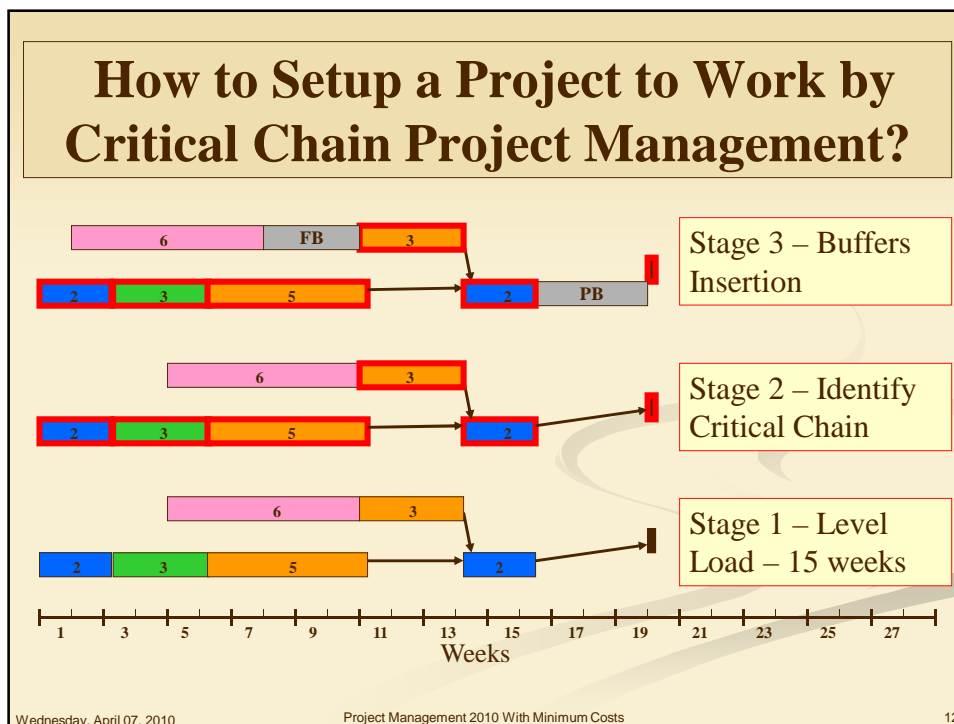 How to Setup a Project to Work by
Critical Chain Project Management?
6 FB 3
2 3 5 2 PB
Stage 3 – Buffers
Insertion
6 3
2 3 5 2
Stage 2 – Identify
Critical Chain
6 3
2 3 5 2
Stage 1 – Level
Load – 15 weeks
1 3 5 7 9 11 13 15 17 19 21 23 25 27
Weeks
Wednesday, April 07, 2010 Project Management 2010 With Minimum Costs 12